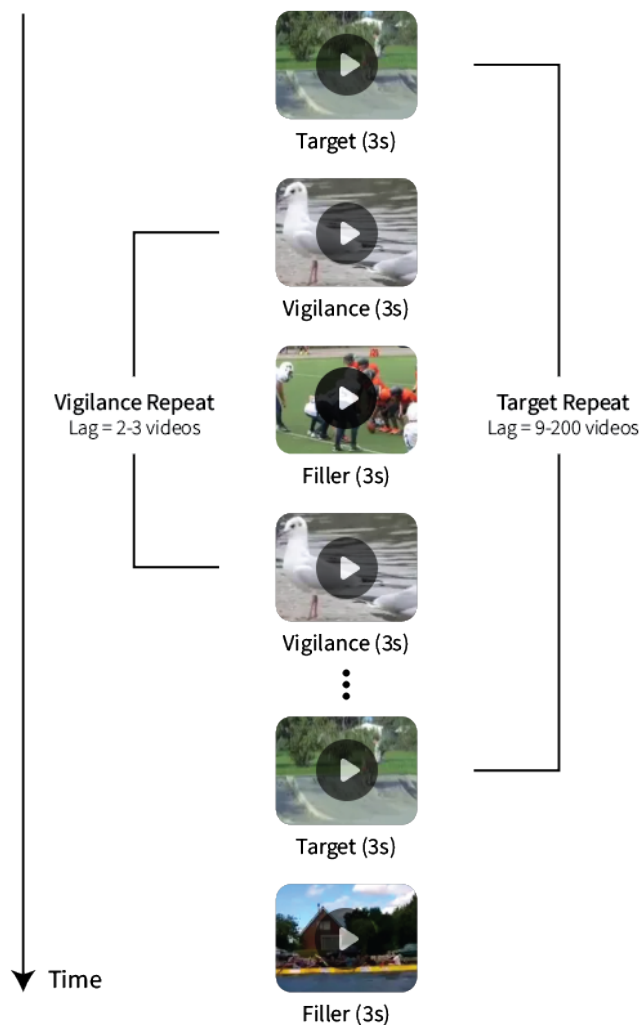 Target (3s)
Vigilance (3s)
Vigilance Repeat
Lag = 2-3 videos
Target Repeat
Lag = 9-200 videos
Filler (3s)
Vigilance (3s)
Target (3s)
Time
Filler (3s)